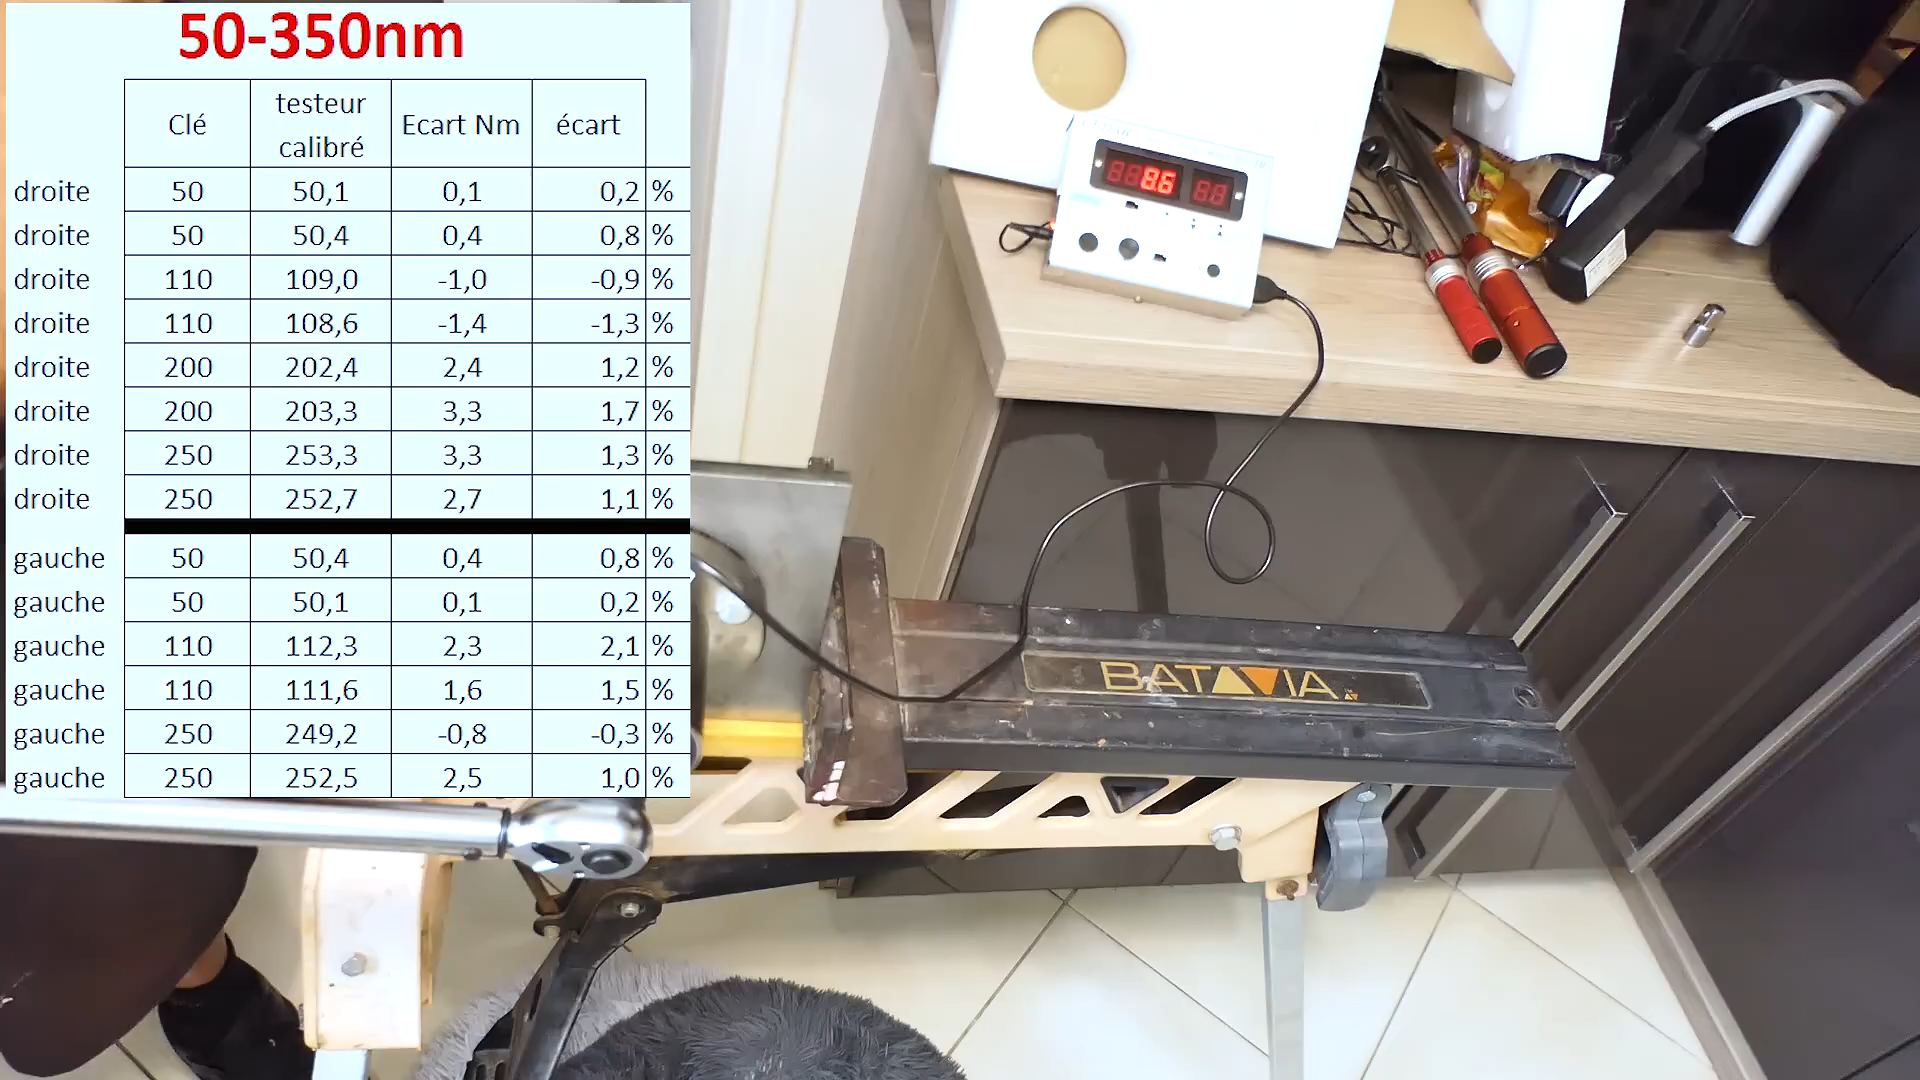 50-350nm
Clé testeur calibré Ecart Nm écart
droite 50 50,1 0,1 0,2 %
droite 50 50,4 0,4 0,8 %
droite 110 109,0 -1,0 -0,9 %
droite 110 108,6 -1,4 -1,3 %
droite 200 202,4 2,4 1,2 %
droite 200 203,3 3,3 1,7 %
droite 250 253,3 3,3 1,3 %
droite 250 252,7 2,7 1,1 %
gauche 50 50,4 0,4 0,8 %
gauche 50 50,1 0,1 0,2 %
gauche 110 112,3 2,3 2,1 %
gauche 110 111,6 1,6 1,5 %
gauche 250 249,2 -0,8 -0,3 %
gauche 250 252,5 2,5 1,0 %
BATAVIA